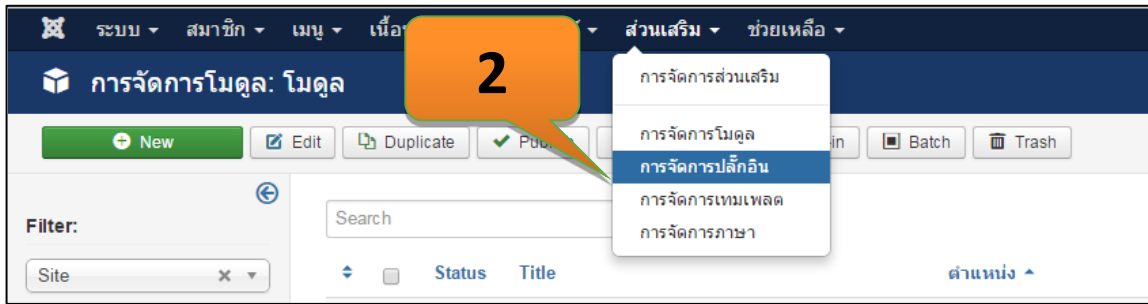 ระบบ สมาชิก เมนู ส่วนเสริม ช่วยเหลือ
การจัดการโมดูล: โมดูล
2
การจัดการส่วนเสริม
การจัดการโมดูล
การจัดการปลั๊กอิน
การจัดการเทมเพลต
การจัดการภาษา
New Edit Duplicate Batch Trash
Filter:
Search
Site
Status Title ตำแหน่ง